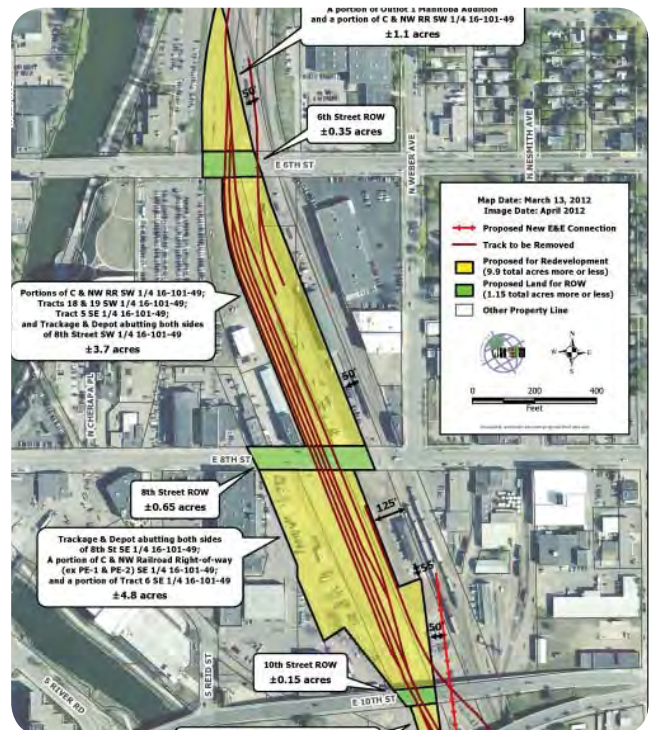 A portion of Outlot 1 Manitoba Addition
and a portion of C & NW RR SW 1/4 16-101-49
±1.1 acres
50'
6th Street ROW
±0.35 acres
E 6TH ST
N WEBER AVE
N NESMITH AVE
Map Date: March 13, 2012
Image Date: April 2012
Proposed New E&E Connection
Track to be Removed
Proposed for Redevelopment
(9.9 total acres more or less)
Proposed Land for ROW
(1.15 total acres more or less)
Other Property Line
N
W E
S
0 200 400
Feet
Portions of C & NW RR SW 1/4 16-101-49;
Tracts 18 & 19 SW 1/4 16-101-49;
Tract 5 SE 1/4 16-101-49;
and Trackage & Depot abutting both sides
of 8th Street SW 1/4 16-101-49
±3.7 acres
50'
N CHERAPA PL
E 8TH ST
8th Street ROW
±0.65 acres
125'
Trackage & Depot abutting both sides
of 8th St SE 1/4 16-101-49;
A portion of C & NW Railroad Right-of-way
(ex PE-1 & PE-2) SE 1/4 16-101-49;
and a portion of Tract 6 SE 1/4 16-101-49
±4.8 acres
±55'
50'
10th Street ROW
±0.15 acres
S REID ST
S RIVER RD
E 10TH ST